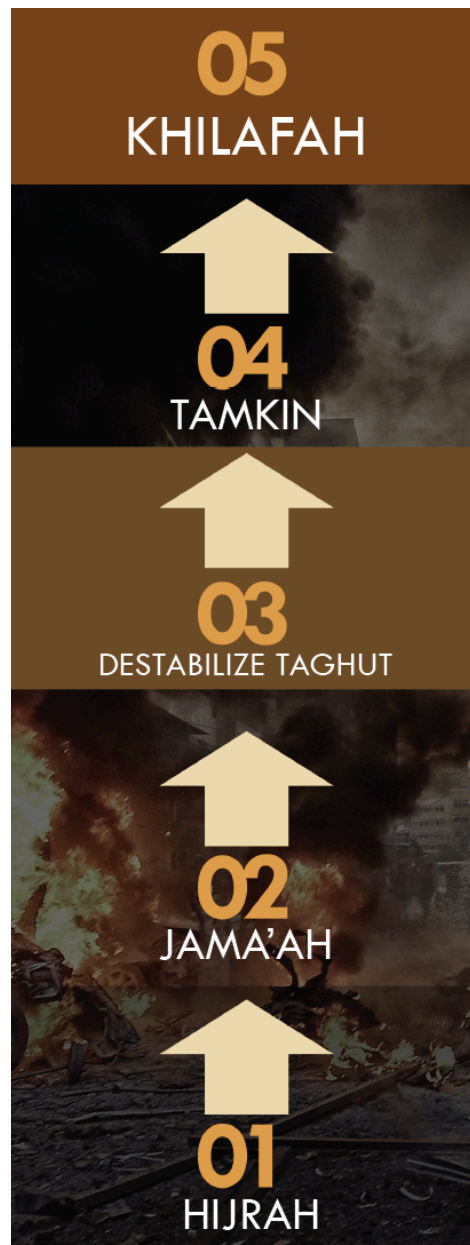 05
KHILAFAH
04
TAMKIN
03
DESTABILIZE TAGHUT
02
JAMA'AH
01
HIJRAH